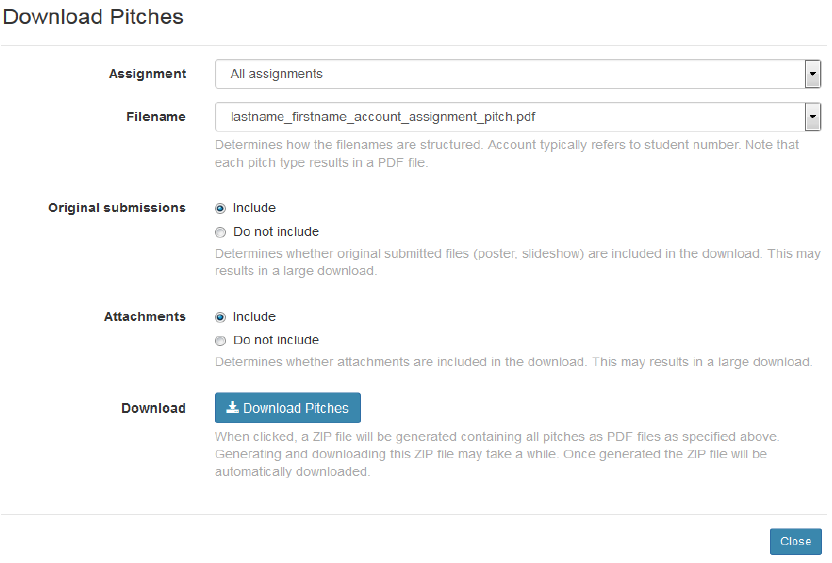 Download Pitches
Assignment
All assignments
Filename
lastname_firstname_account_assignment_pitch.pdf
Determines how the filenames are structured. Account typically refers to student number. Note that
each pitch type results in a PDF file.
Original submissions
Include
Do not include
Determines whether original submitted files (poster, slideshow) are included in the download. This may
results in a large download.
Attachments
Include
Do not include
Determines whether attachments are included in the download. This may results in a large download.
Download
Download Pitches
When clicked, a ZIP file will be generated containing all pitches as PDF files as specified above.
Generating and downloading this ZIP file may take a while. Once generated the ZIP file will be
automatically downloaded.
Close